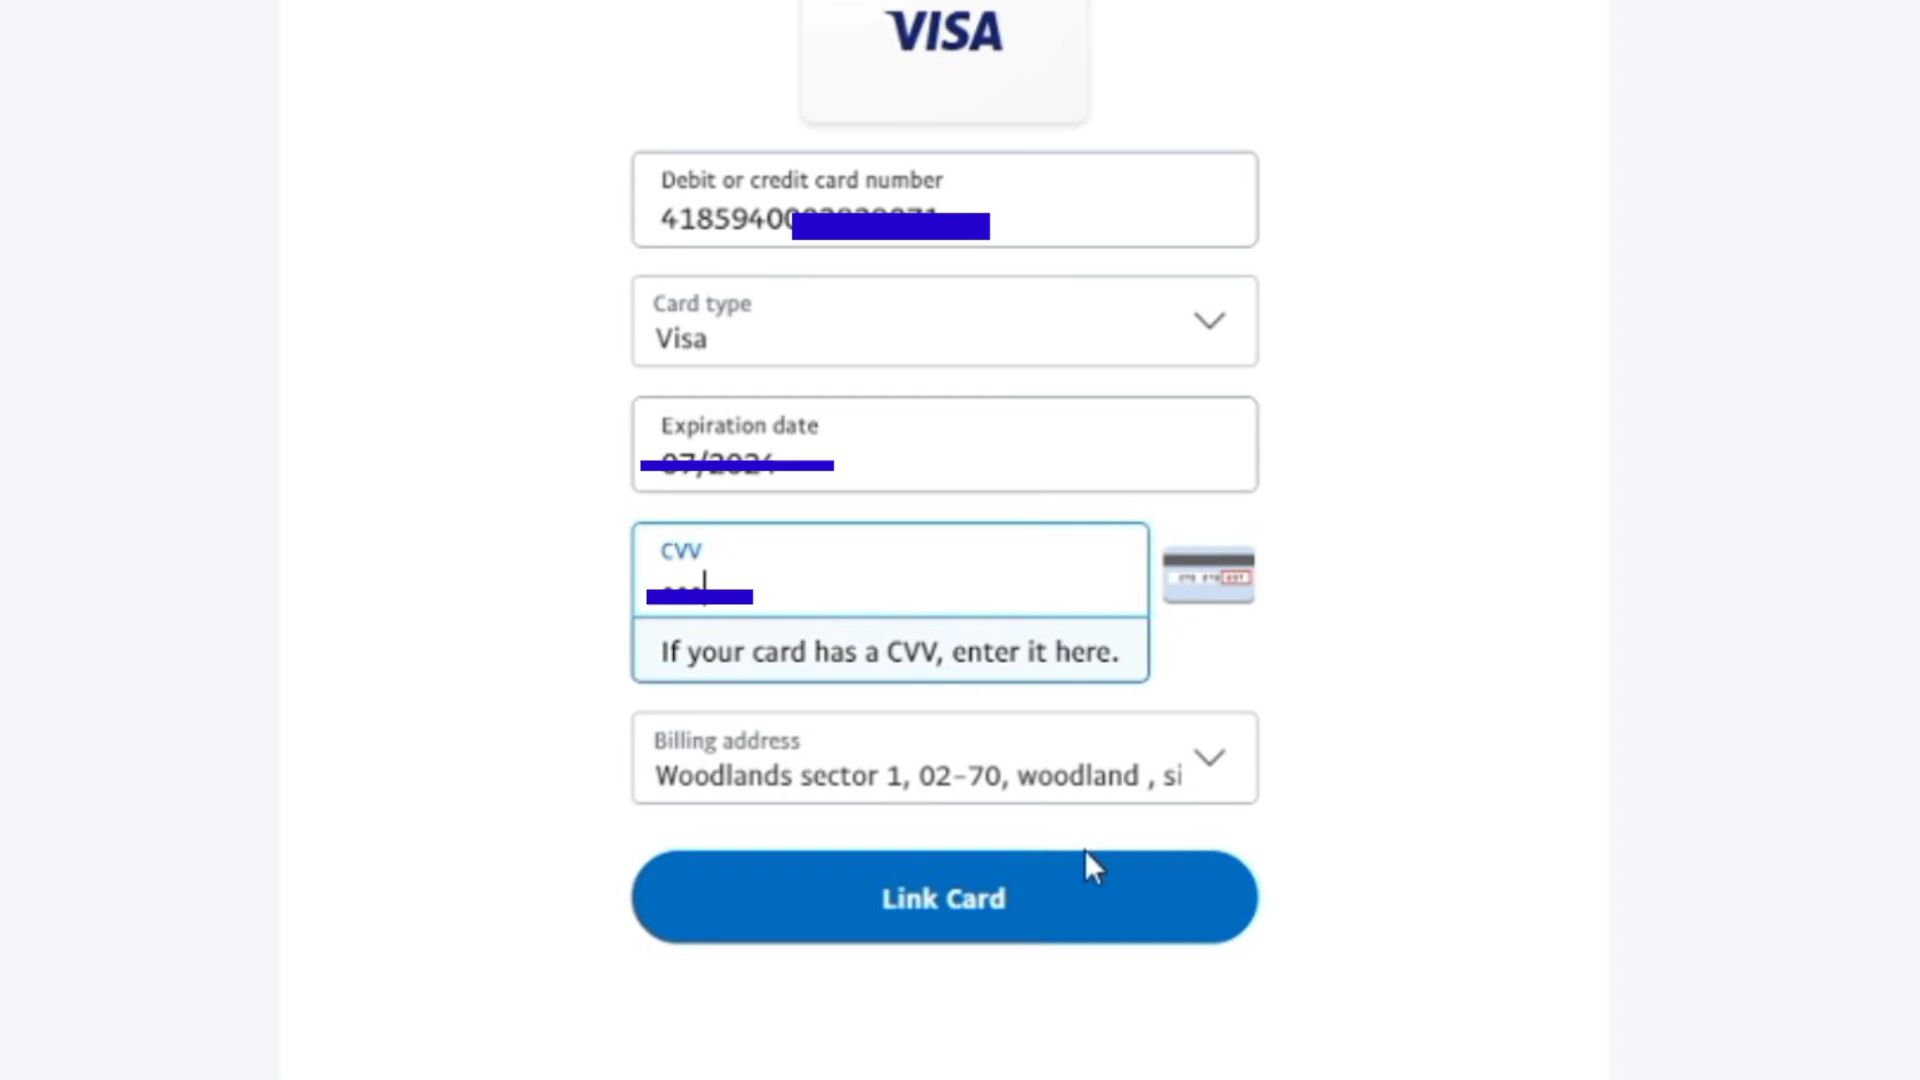 VISA
Debit or credit card number
4185940
Card type
Visa
Expiration date
CVV
If your card has a CVV, enter it here.
Billing address
Woodlands sector 1, 02-70, woodland , si
Link Card